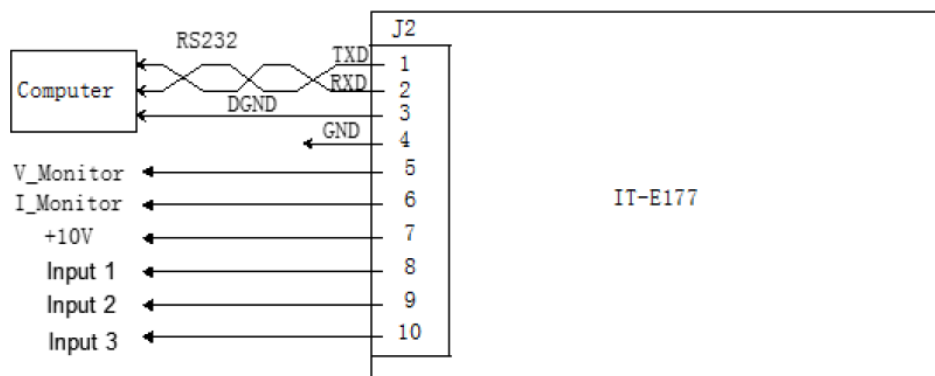 J2
RS232
TXD 1
Computer
RXD 2
DGND 3
GND 4
V_Monitor 5
I_Monitor 6
IT-E177
+10V 7
Input 1 8
Input 2 9
Input 3 10